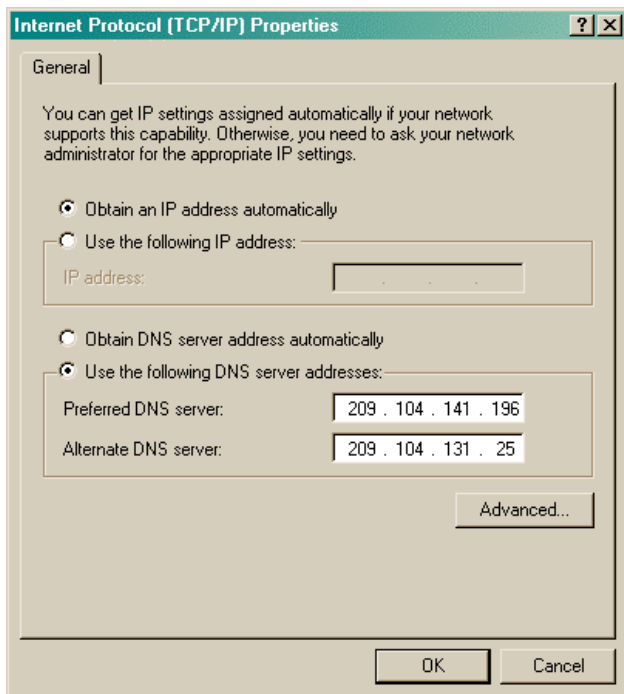 Internet Protocol (TCP/IP) Properties
General
You can get IP settings assigned automatically if your network
supports this capability. Otherwise, you need to ask your network
administrator for the appropriate IP settings.
Obtain an IP address automatically
Use the following IP address:
IP address:
. . .
Obtain DNS server address automatically
Use the following DNS server addresses:
Preferred DNS server: 209 . 104 . 141 . 196
Alternate DNS server: 209 . 104 . 131 . 25
Advanced...
OK Cancel